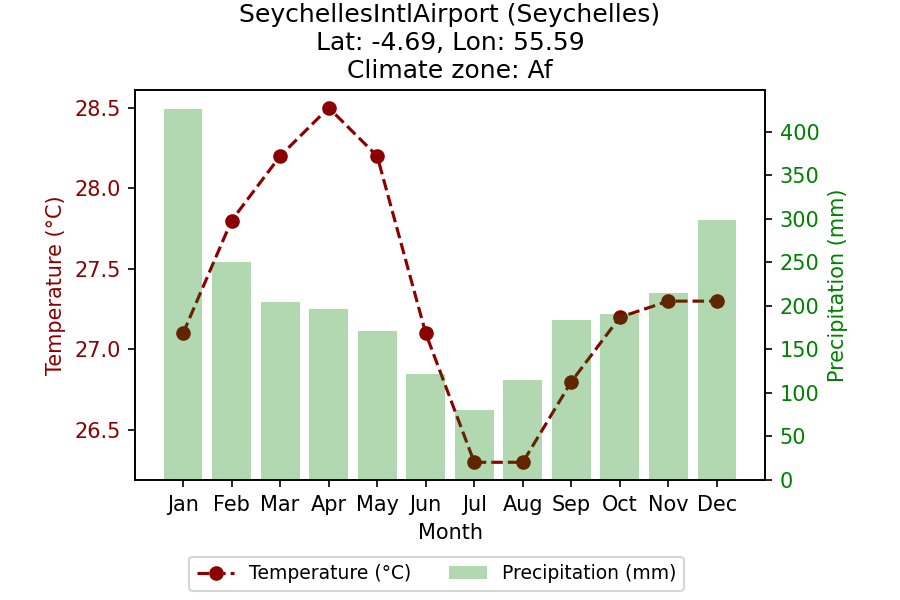 SeychellesIntlAirport (Seychelles)
Lat: -4.69, Lon: 55.59
Climate zone: Af
28.5
28.0
27.5
27.0
26.5
Temperature (°C)
400
350
300
250
200
150
100
50
0
Precipitation (mm)
Jan Feb Mar Apr May Jun Jul Aug Sep Oct Nov Dec
Month
Temperature (°C) Precipitation (mm)